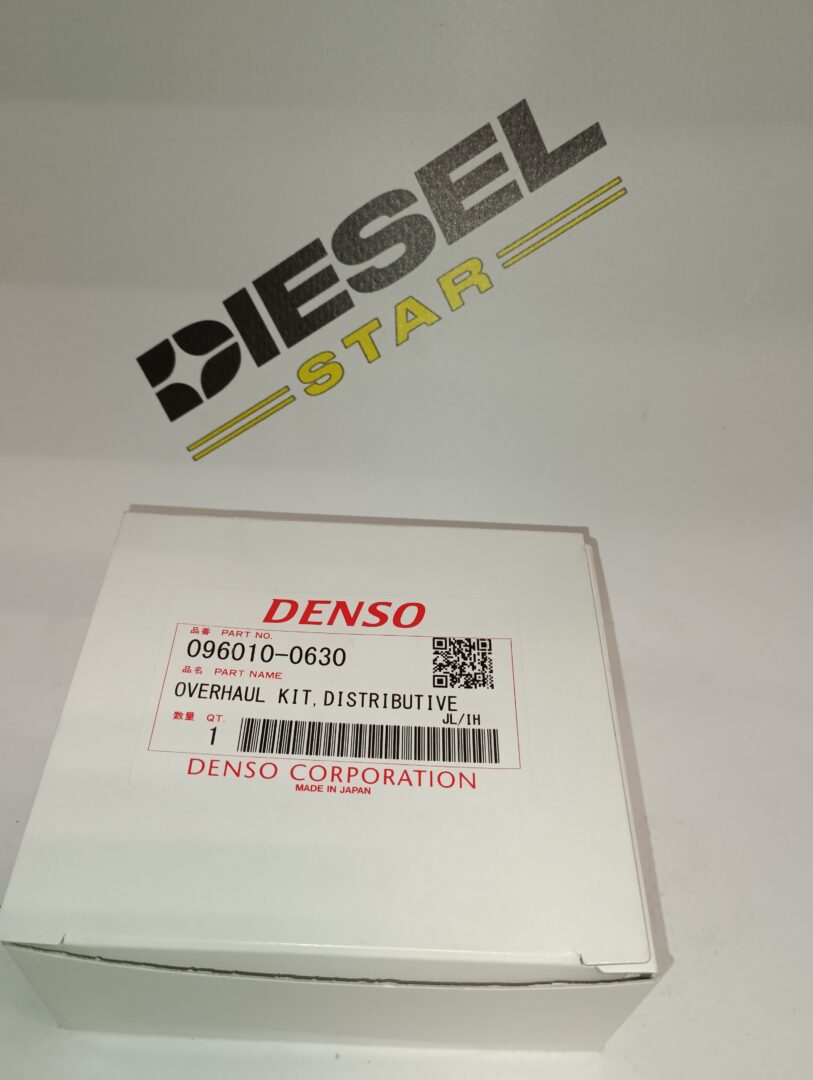 DIESEL
STAR
DENSO
品番 PART NO.
096010-0630
品名 PART NAME
OVERHAUL KIT, DISTRIBUTIVE
JL/IH
数量 QT.
1
DENSO CORPORATION
MADE IN JAPAN